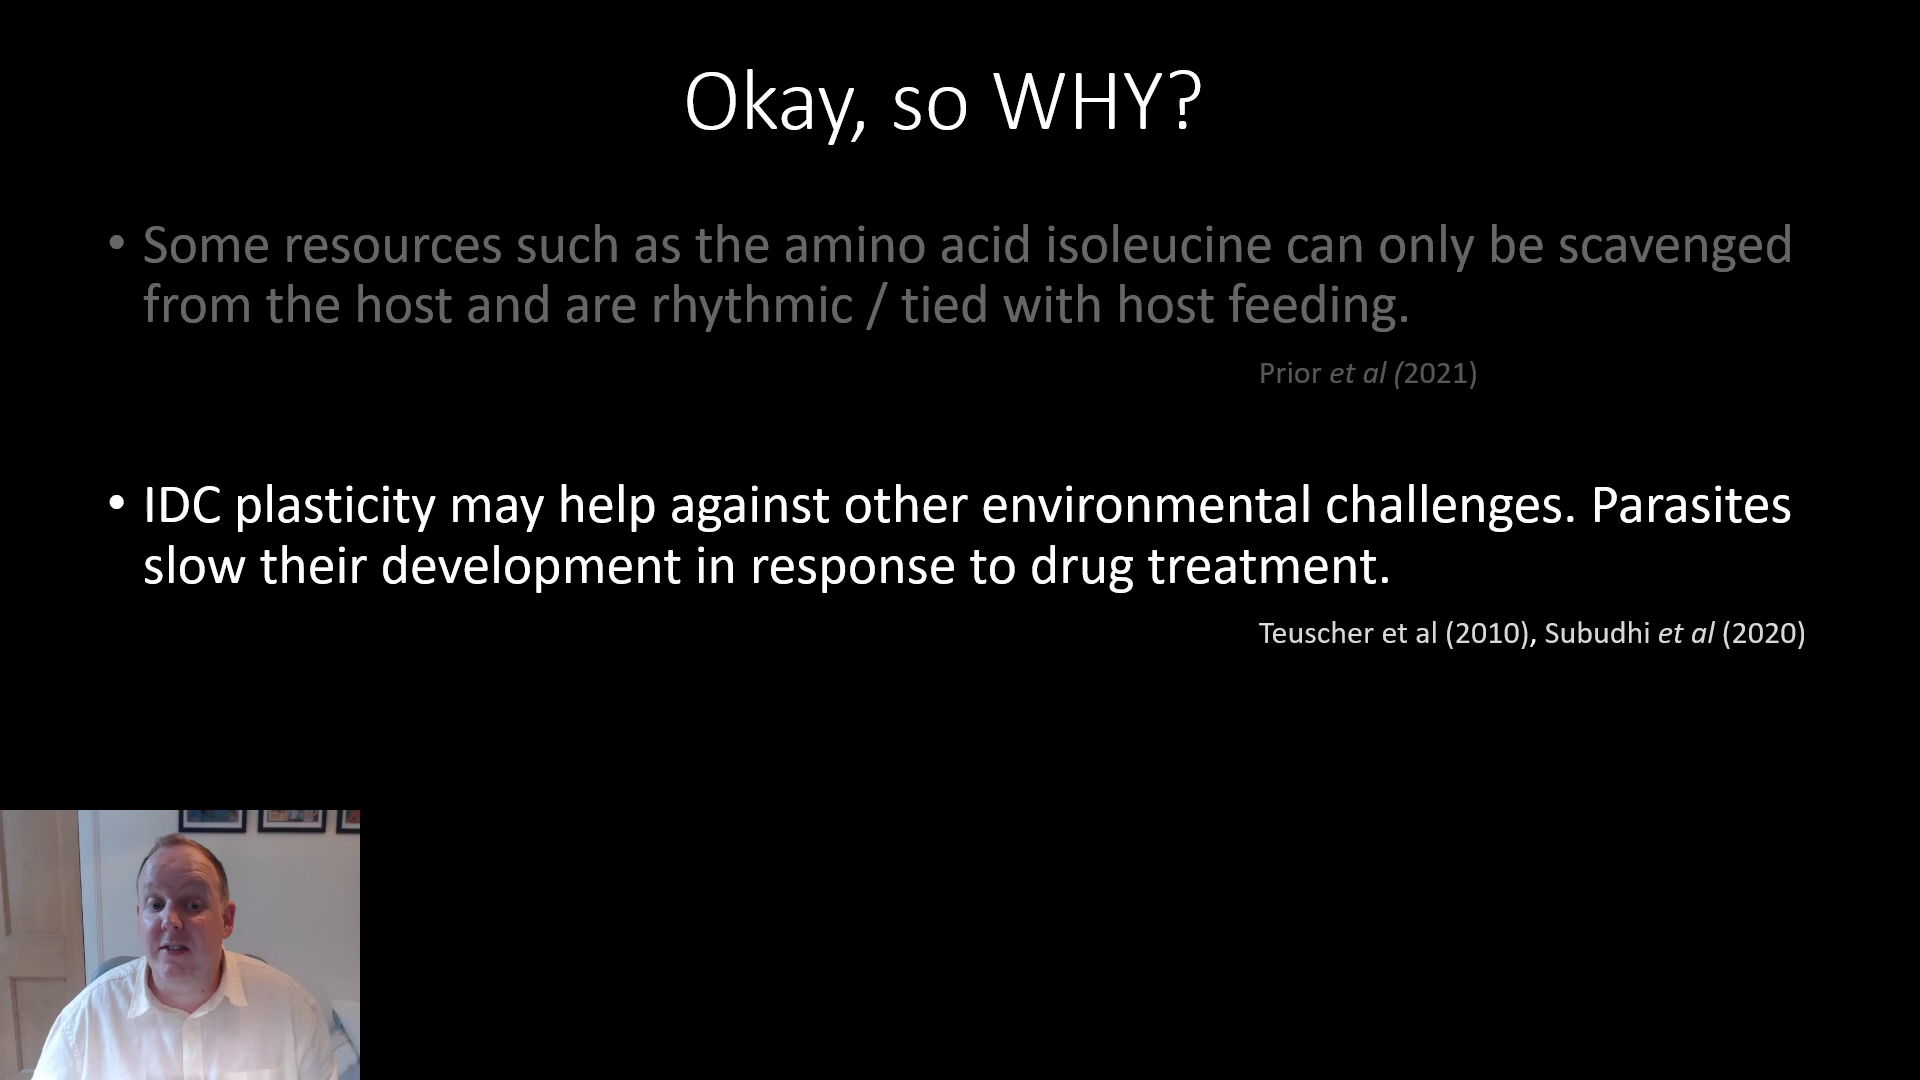 Okay, so WHY?
• Some resources such as the amino acid isoleucine can only be scavenged
from the host and are rhythmic / tied with host feeding.
Prior et al (2021)
• IDC plasticity may help against other environmental challenges. Parasites
slow their development in response to drug treatment.
Teuscher et al (2010), Subudhi et al (2020)